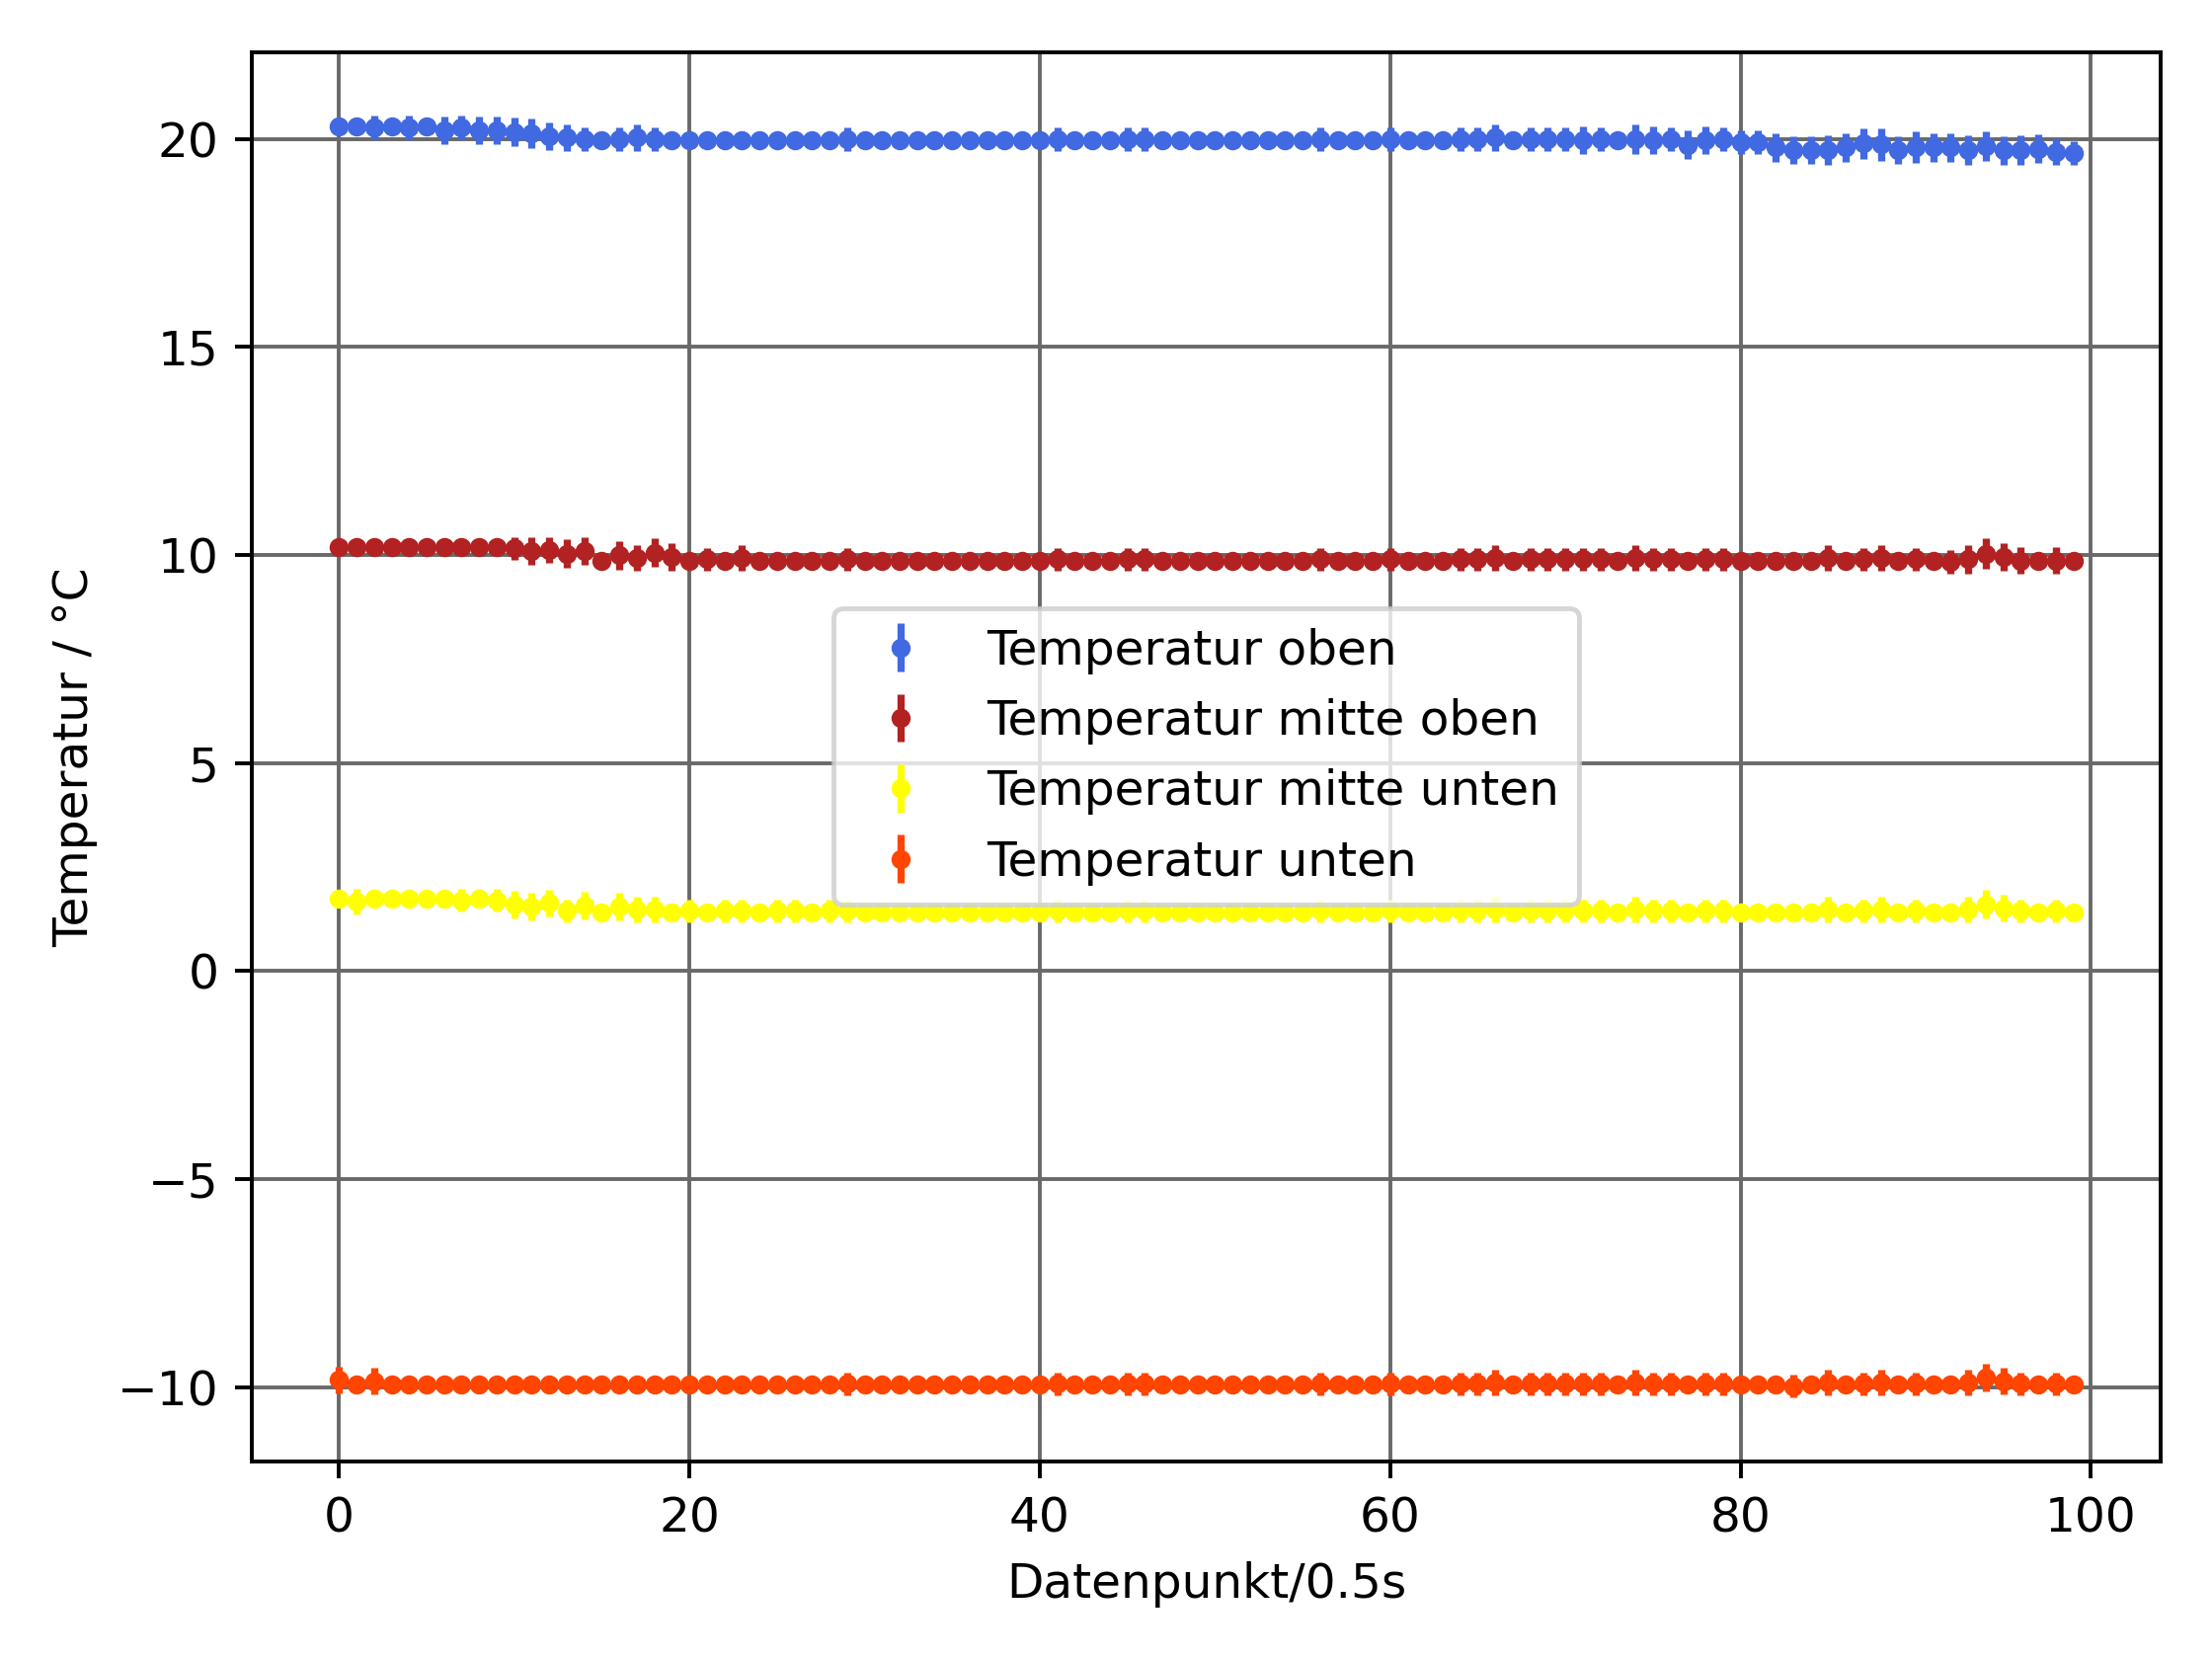 20
15
10
5
0
−5
−10
Temperatur / °C
Temperatur oben
Temperatur mitte oben
Temperatur mitte unten
Temperatur unten
0 20 40 60 80 100
Datenpunkt/0.5s